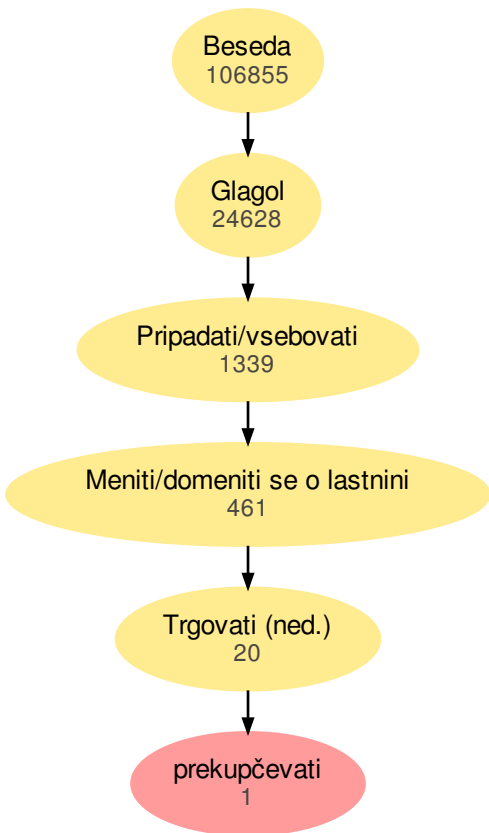 Beseda
106855
Glagol
24628
Pripadati/vsebovati
1339
Meniti/domeniti se o lastnini
461
Trgovati (ned.)
20
prekupčevati
1